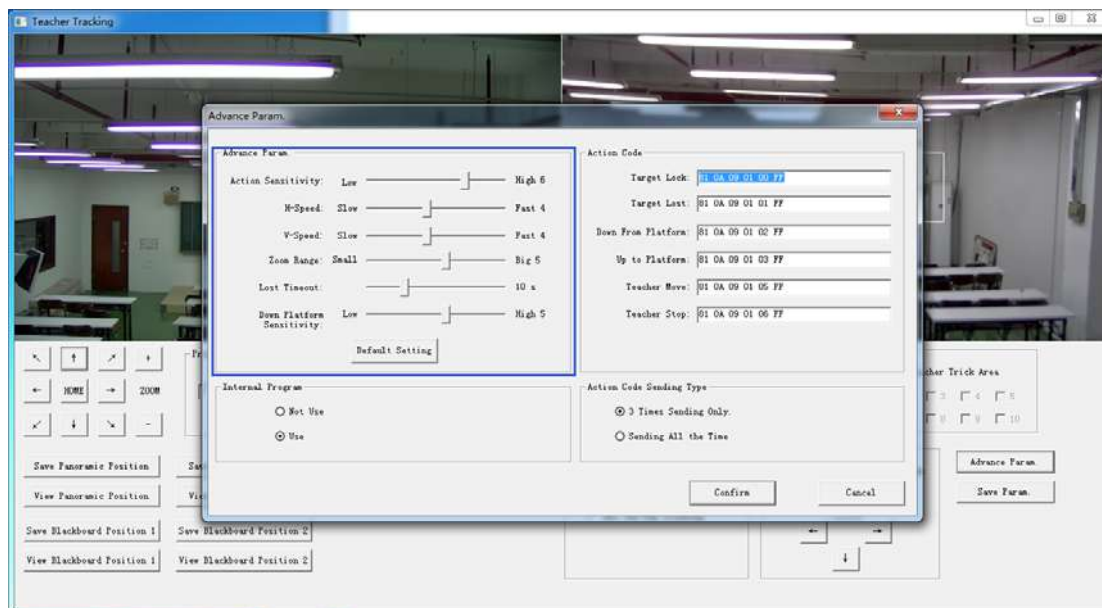 Teacher Tracking
Advance Param.
Advance Param.
Action Sensitivity: Low High 6
H-Speed: Slow Fast 4
V-Speed: Slow Fast 4
Zoom Range: Small Big 5
Lost Timeout: 10 s
Down Platform Sensitivity: Low High 5
Default Setting
Action Code
Target Lock: 81 0A 09 01 00 FF
Target Lost: 81 0A 09 01 01 FF
Down From Platform: 81 0A 09 01 02 FF
Up to Platform: 81 0A 09 01 03 FF
Teacher Move: 81 0A 09 01 05 FF
Teacher Stop: 81 0A 09 01 06 FF
Internal Program
Not Use
Use
Action Code Sending Type
3 Times Sending Only.
Sending All the Time
Confirm Cancel
HOME ZOOM
+
-
Trick Area
3 4 5
8 9 10
Save Panoramic Position
View Panoramic Position
Save Blackboard Position 1 Save Blackboard Position 2
View Blackboard Position 1 View Blackboard Position 2
Advance Param.
Save Param.